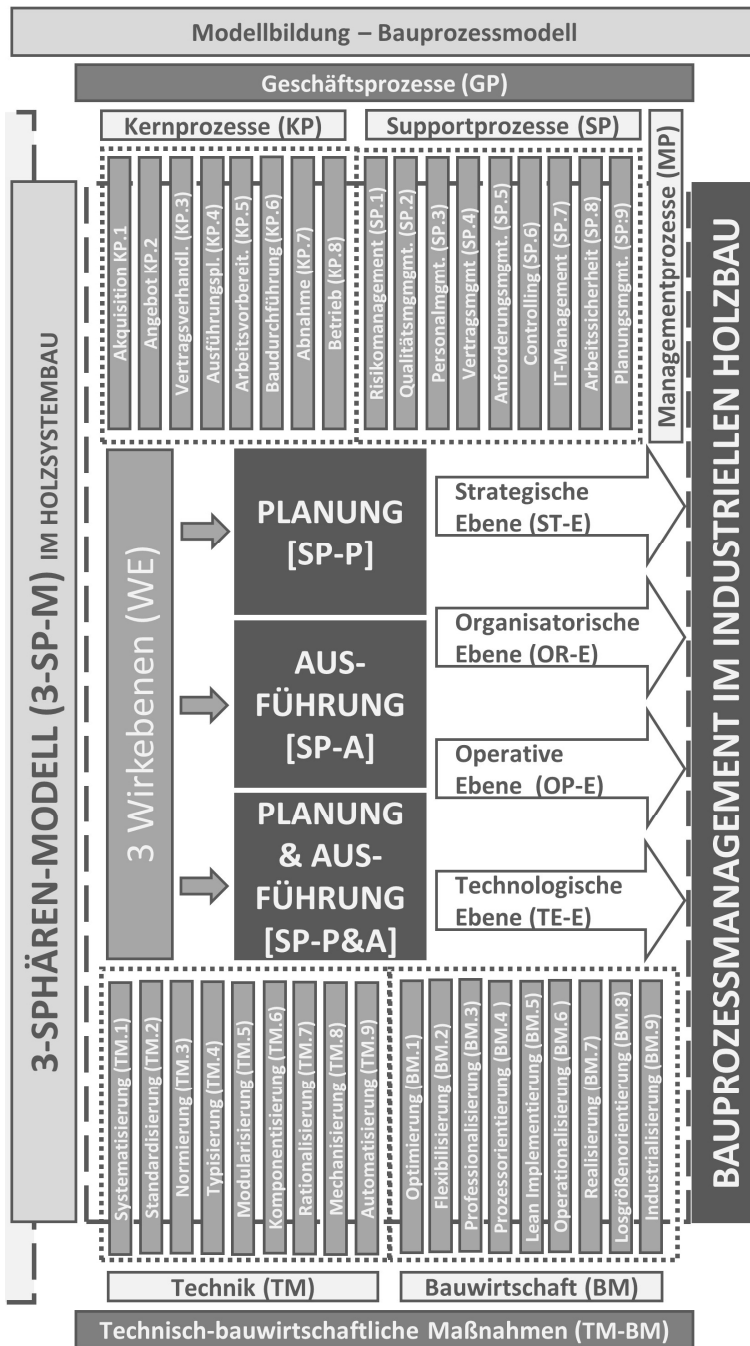 Modellbildung – Bauprozessmodell
Geschäftsprozesse (GP)
Kernprozesse (KP)
Supportprozesse (SP)
Managementprozesse (MP)
Akquisition KP.1
Angebot KP.2
Vertragsverhandl. (KP.3
Ausführungspl. (KP.4
Arbeitsvorbereit. (KP.5
Baudurchführung (KP.6
Abnahme (KP.7
Betrieb (KP.8
Risikomanagement (SP.1)
Qualitätsmgmgmt. (SP.2)
Personalmgmt. (SP.3)
Vertragsmgmt (SP.4)
Anforderungsmgmt. (SP.5)
Controlling (SP.6)
IT-Management (SP.7)
Arbeitssicherheit (SP.8)
Planungsmgmt. (SP:9)
3-SPHÄREN-MODELL (3-SP-M) IM HOLZSYSTEMBAU
3 Wirkebenen (WE)
PLANUNG
[SP-P]
AUS-
FÜHRUNG
[SP-A]
PLANUNG
& AUS-
FÜHRUNG
[SP-P&A]
Strategische
Ebene (ST-E)
Organisatorische
Ebene (OR-E)
Operative
Ebene (OP-E)
Technologische
Ebene (TE-E)
BAUPROZESSMANAGEMENT IM INDUSTRIELLEN HOLZBAU
Systematisierung (TM.1)
Standardisierung (TM.2)
Normierung (TM.3)
Typisierung (TM.4)
Modularisierung (TM.5)
Komponentisierung (TM.6)
Rationalisierung (TM.7)
Mechanisierung (TM.8)
Automatisierung (TM.9)
Optimierung (BM.1)
Flexibilisierung (BM.2)
Professionalisierung (BM.3)
Prozessorientierung (BM.4 )
Lean Implementierung (BM.5)
Operationalisierung (BM.6 )
Realisierung (BM.7)
Losgrößenorientierung (BM.8)
Industrialisierung (BM.9)
Technik (TM)
Bauwirtschaft (BM)
Technisch-bauwirtschaftliche Maßnahmen (TM-BM)